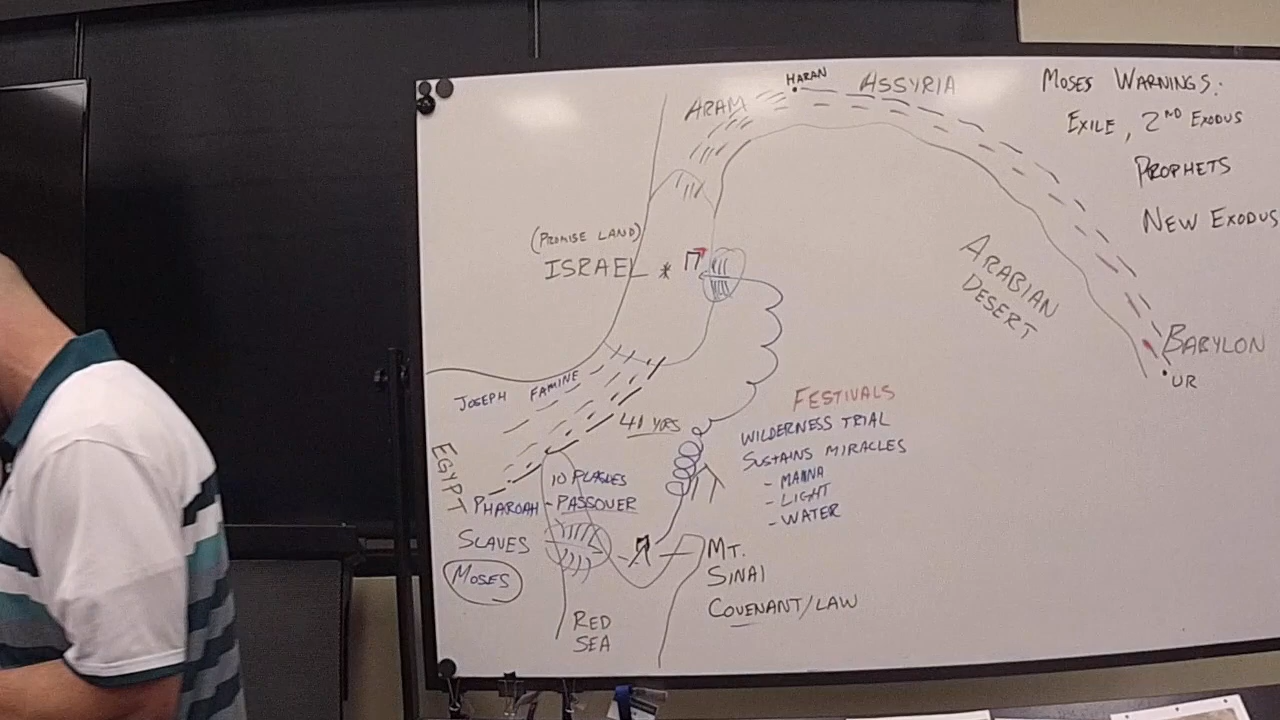 HARAN
ASSYRIA
ARAM
MOSES WARNINGS:
EXILE, 2ND EXODUS
PROPHETS
NEW EXODUS
(PROMISE LAND)
ISRAEL *
ARABIAN
DESERT
BABYLON
UR
JOSEPH FAMINE
40 YRS
EGYPT
10 PLAGUES
PHAROAH - PASSOVER
SLAVES
MOSES
RED
SEA
FESTIVALS
WILDERNESS TRIAL
SUSTAINS MIRACLES
- MANNA
- LIGHT
- WATER
MT.
SINAI
COVENANT/LAW